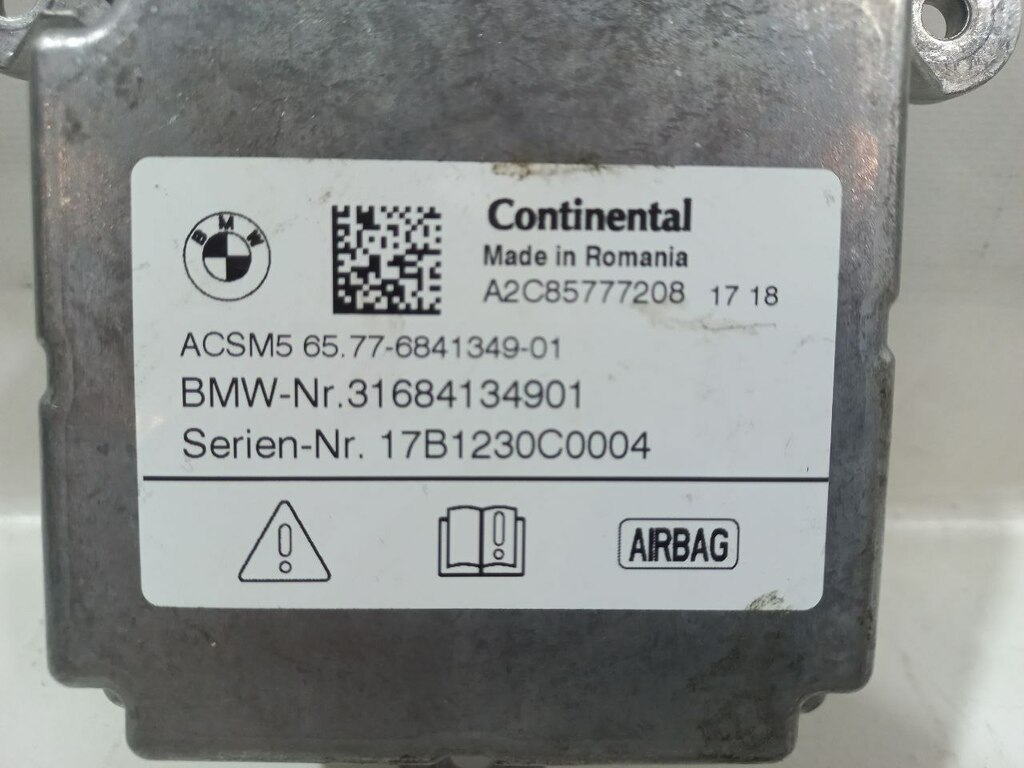 BMW
Continental
Made in Romania
A2C85777208 17 18
ACSM5 65.77-6841349-01
BMW-Nr.31684134901
Serien-Nr. 17B1230C0004
AIRBAG